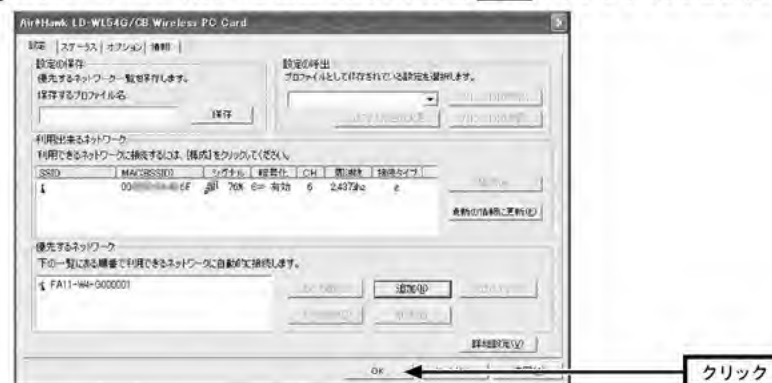 Air@Hawk LD-WL54G/CB Wireless PC Card
設定 ステータス オプション 情報
設定の保存
優先するネットワーク一覧を保存します。
保存するプロファイル名
保存
設定の呼出
プロファイルとして保存されている設定を選択します。
利用出来るネットワーク
利用できるネットワークに接続するには、[構成]をクリックしてください。
SSID MAC(BSSID) シグナル 暗号化 CH 周波数 接続タイプ
00 6F 76% 有効 6 2.437Ghz
最新の情報に更新(E)
優先するネットワーク
下の一覧にある順番で利用できるネットワークに自動的に接続します。
FA11-W4-G000001
追加(N)
詳細設定(V)
OK
クリック